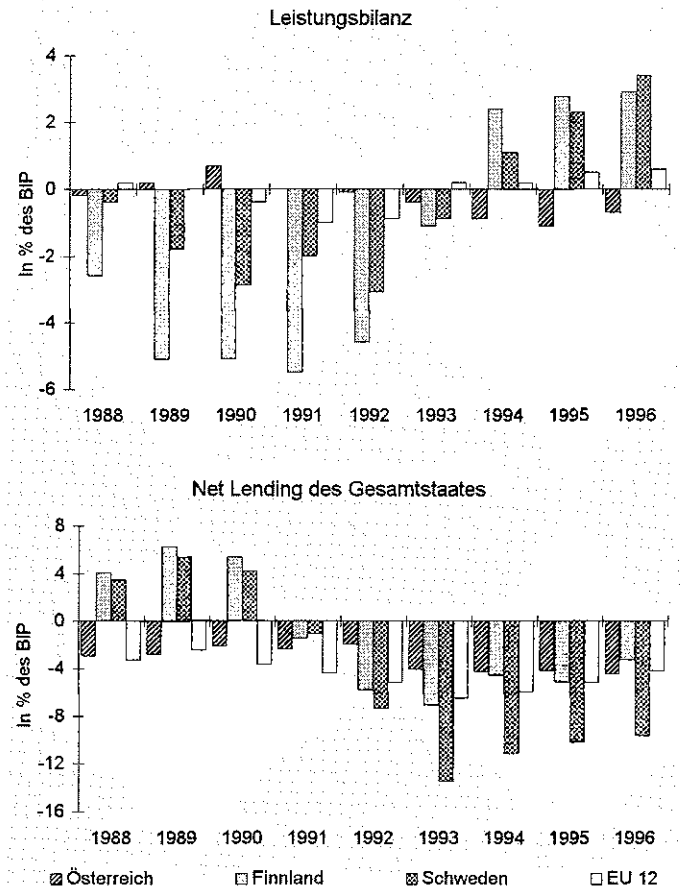 Leistungsbilanz
In % des BIP
4
2
0
-2
-4
-6
1988 1989 1990 1991 1992 1993 1994 1995 1996
Net Lending des Gesamtstaates
In % des BIP
8
4
0
-4
-8
-12
-16
1988 1989 1990 1991 1992 1993 1994 1995 1996
Österreich Finnland Schweden EU 12